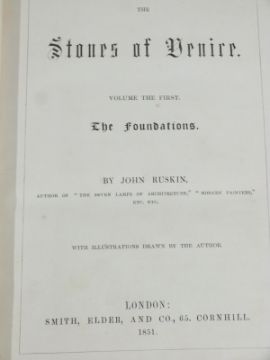 THE
Stones of Venice.
VOLUME THE FIRST.
The Foundations.
BY JOHN RUSKIN,
AUTHOR OF "THE SEVEN LAMPS OF ARCHITECTURE," "MODERN PAINTERS,"
ETC. ETC.
WITH ILLUSTRATIONS DRAWN BY THE AUTHOR.
LONDON:
SMITH, ELDER, AND CO., 65. CORNHILL.
1851.